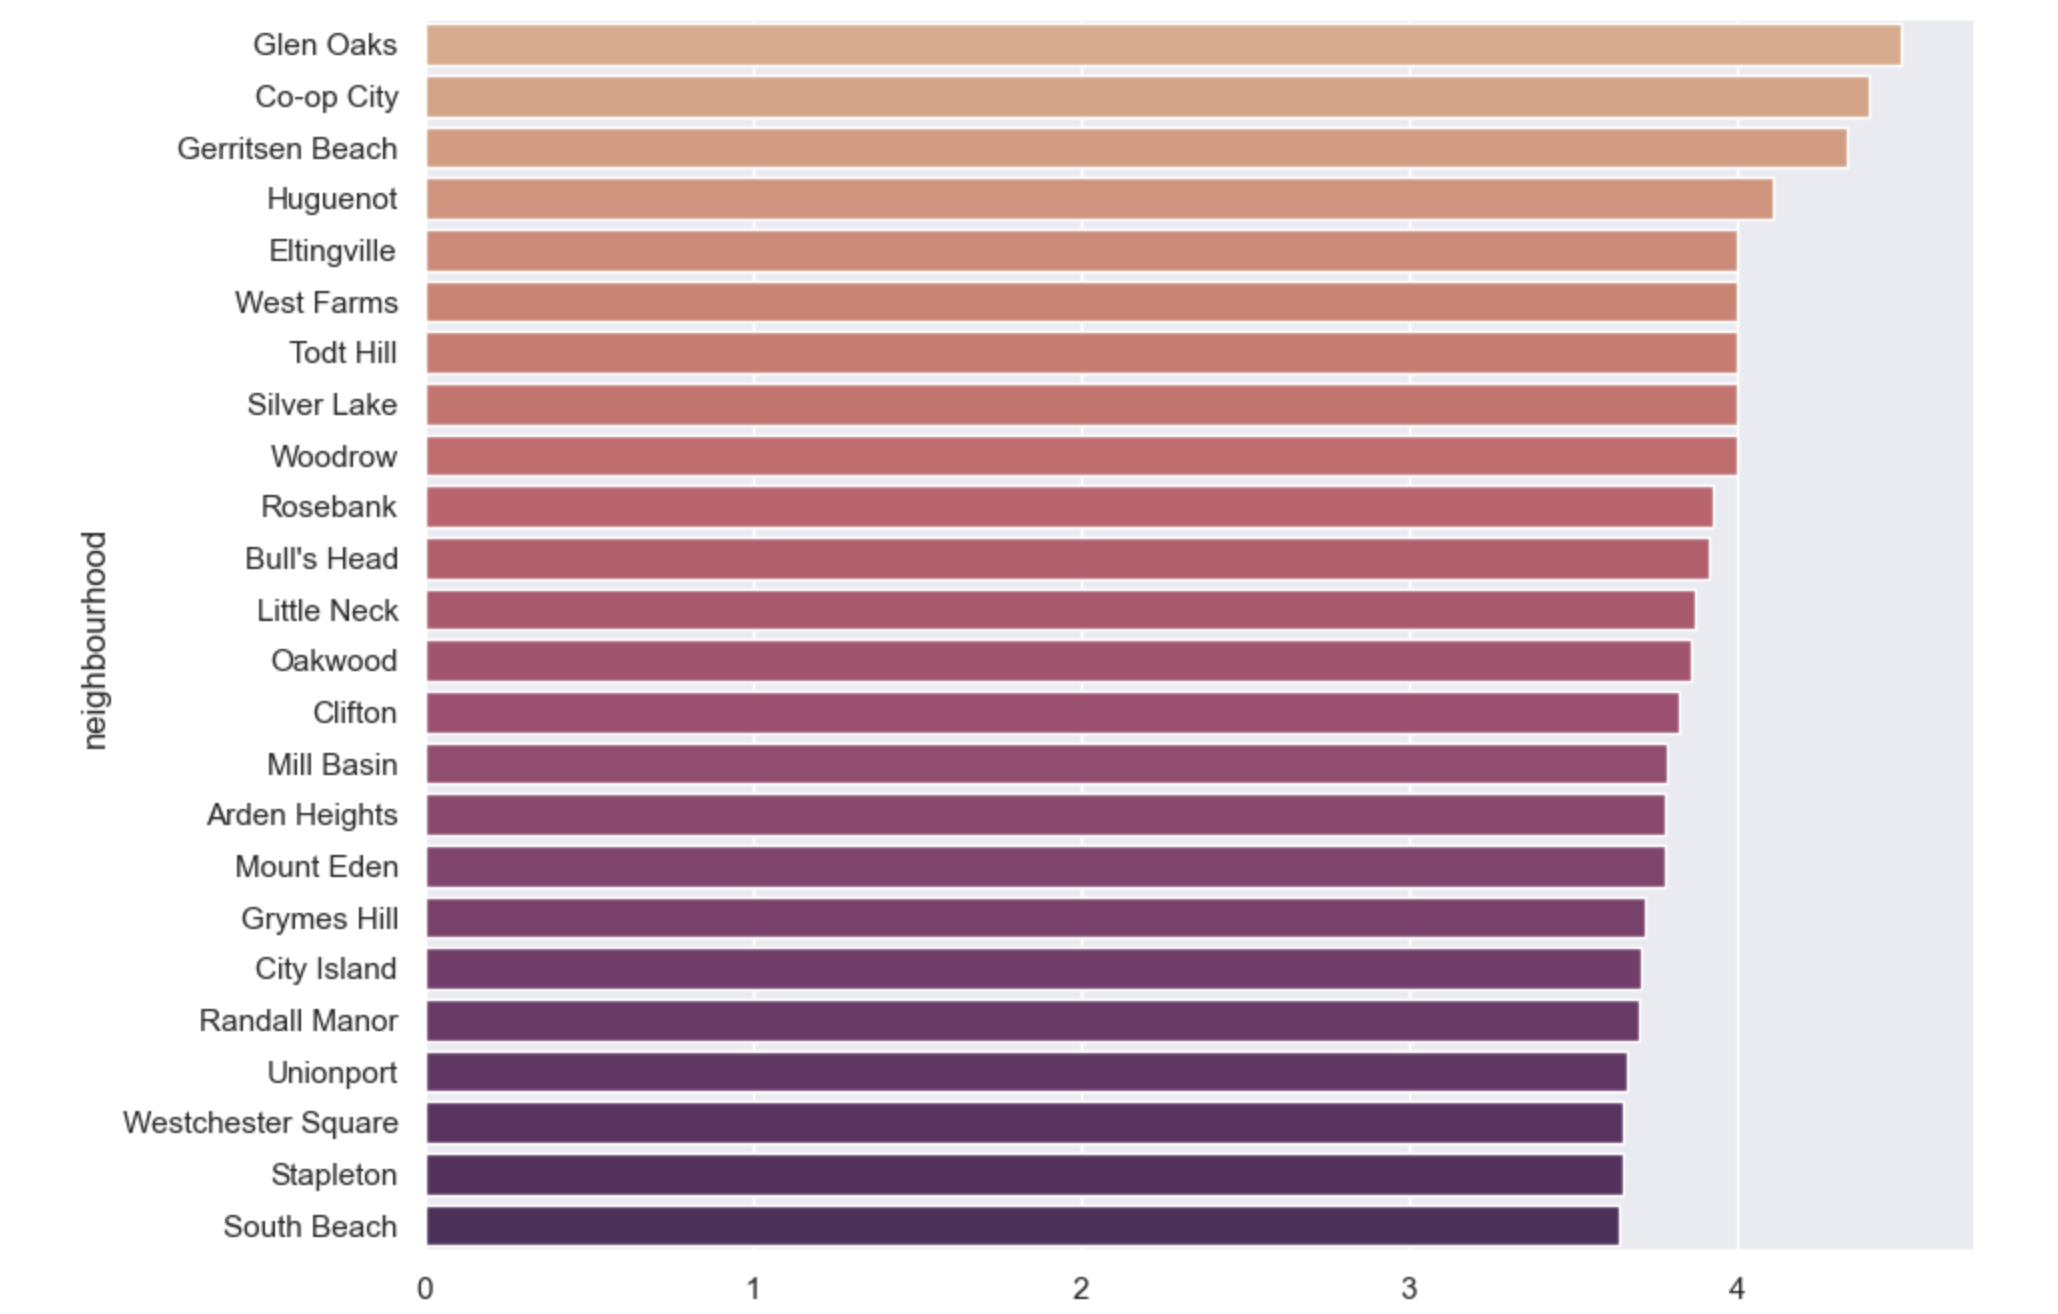 Glen Oaks
Co-op City
Gerritsen Beach
Huguenot
Eltingville
West Farms
Todt Hill
Silver Lake
Woodrow
Rosebank
Bull's Head
Little Neck
Oakwood
Clifton
Mill Basin
Arden Heights
Mount Eden
Grymes Hill
City Island
Randall Manor
Unionport
Westchester Square
Stapleton
South Beach
neighbourhood
0 1 2 3 4